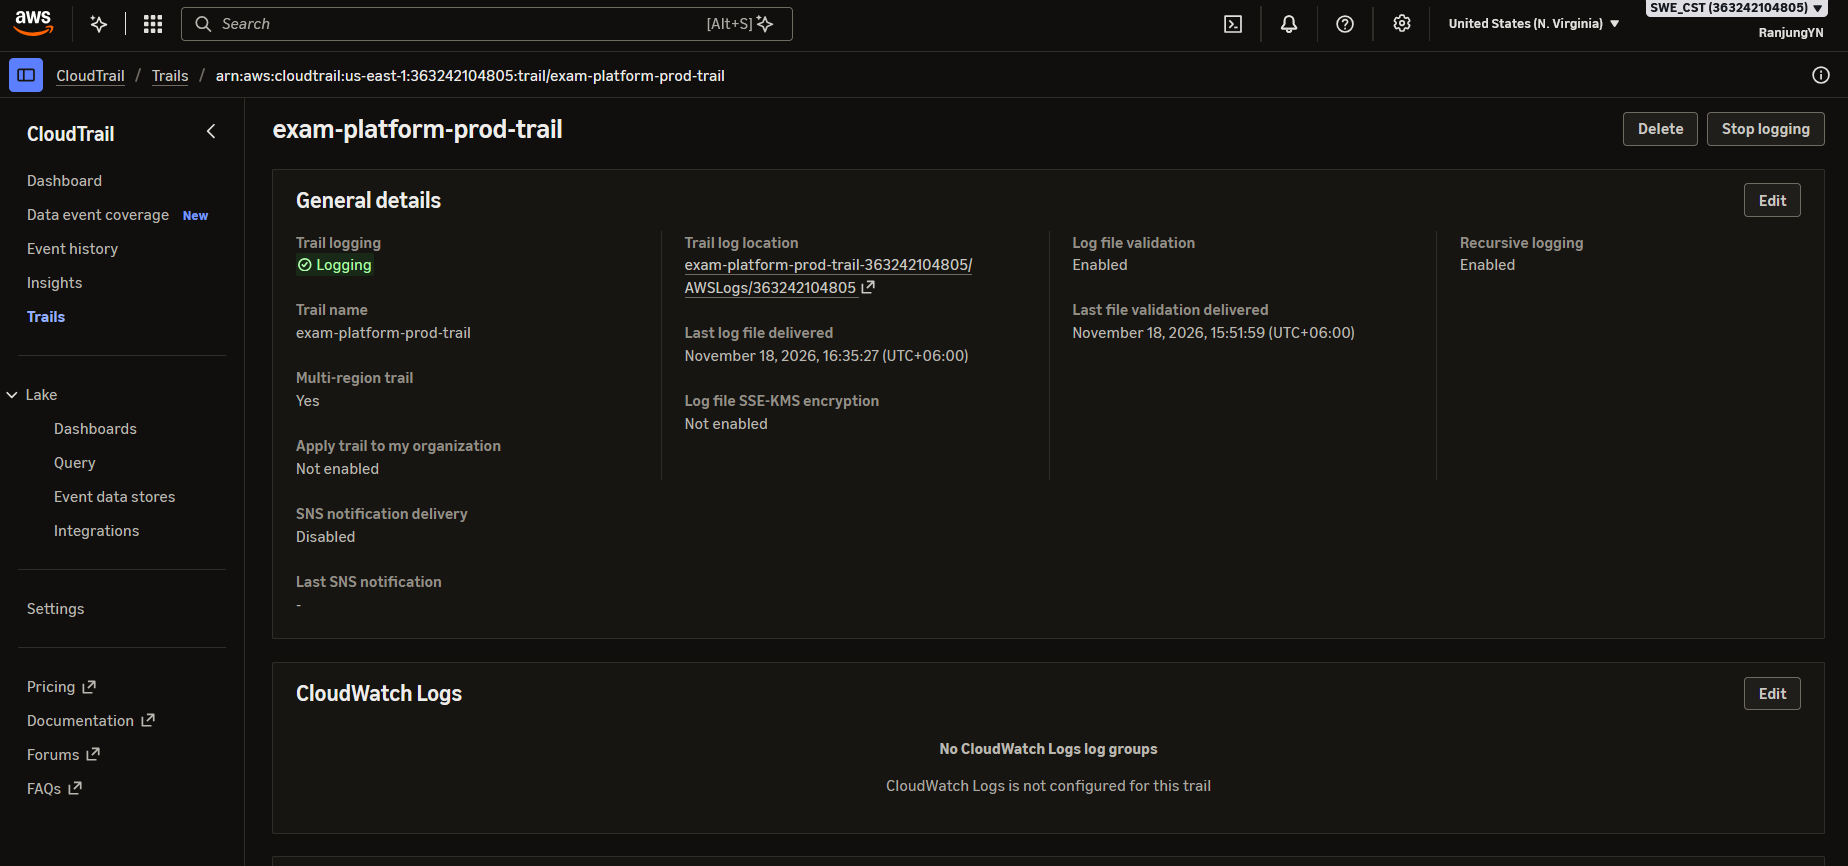 aws
Search
[Alt+S]
United States (N. Virginia)
SWE_CST (363242104805)
RanjungYN
CloudTrail / Trails / arn:aws:cloudtrail:us-east-1:363242104805:trail/exam-platform-prod-trail
CloudTrail
Dashboard
Data event coverage New
Event history
Insights
Trails
Lake
Dashboards
Query
Event data stores
Integrations
Settings
Pricing
Documentation
Forums
FAQs
exam-platform-prod-trail
Delete
Stop logging
General details
Edit
Trail logging
Logging
Trail name
exam-platform-prod-trail
Multi-region trail
Yes
Apply trail to my organization
Not enabled
SNS notification delivery
Disabled
Last SNS notification
-
Trail log location
exam-platform-prod-trail-363242104805/
AWSLogs/363242104805
Last log file delivered
November 18, 2026, 16:35:27 (UTC+06:00)
Log file SSE-KMS encryption
Not enabled
Log file validation
Enabled
Last file validation delivered
November 18, 2026, 15:51:59 (UTC+06:00)
Recursive logging
Enabled
CloudWatch Logs
Edit
No CloudWatch Logs log groups
CloudWatch Logs is not configured for this trail